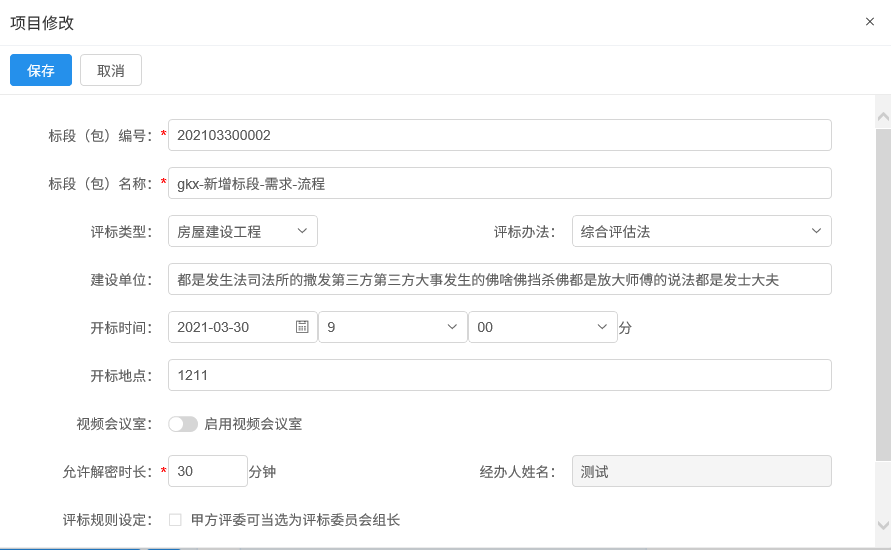 项目修改
保存 取消
标段（包）编号：*202103300002
标段（包）名称：*gkx-新增标段-需求-流程
评标类型： 房屋建设工程 评标办法： 综合评估法
建设单位： 都是发生法司法所的撒发第三方第三方大事发生的佛啥佛挡杀佛都是放大师傅的说法都是发士大夫
开标时间： 2021-03-30 9 00 分
开标地点： 1211
视频会议室： 启用视频会议室
允许解密时长：*30 分钟 经办人姓名： 测试
评标规则设定： 甲方评委可当选为评标委员会组长